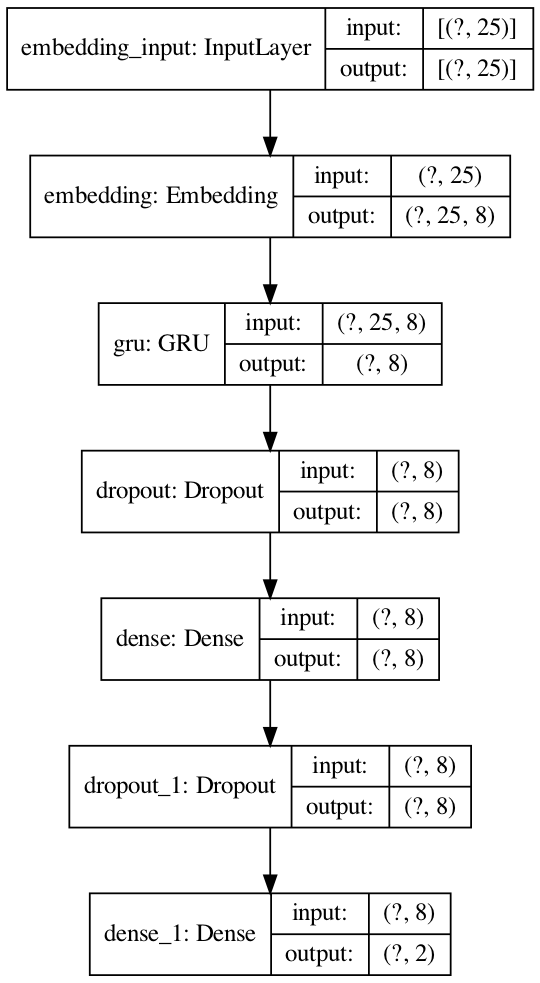 embedding_input: InputLayer
input: [(?, 25)]
output: [(?, 25)]
embedding: Embedding
input: (?, 25)
output: (?, 25, 8)
gru: GRU
input: (?, 25, 8)
output: (?, 8)
dropout: Dropout
input: (?, 8)
output: (?, 8)
dense: Dense
input: (?, 8)
output: (?, 8)
dropout_1: Dropout
input: (?, 8)
output: (?, 8)
dense_1: Dense
input: (?, 8)
output: (?, 2)